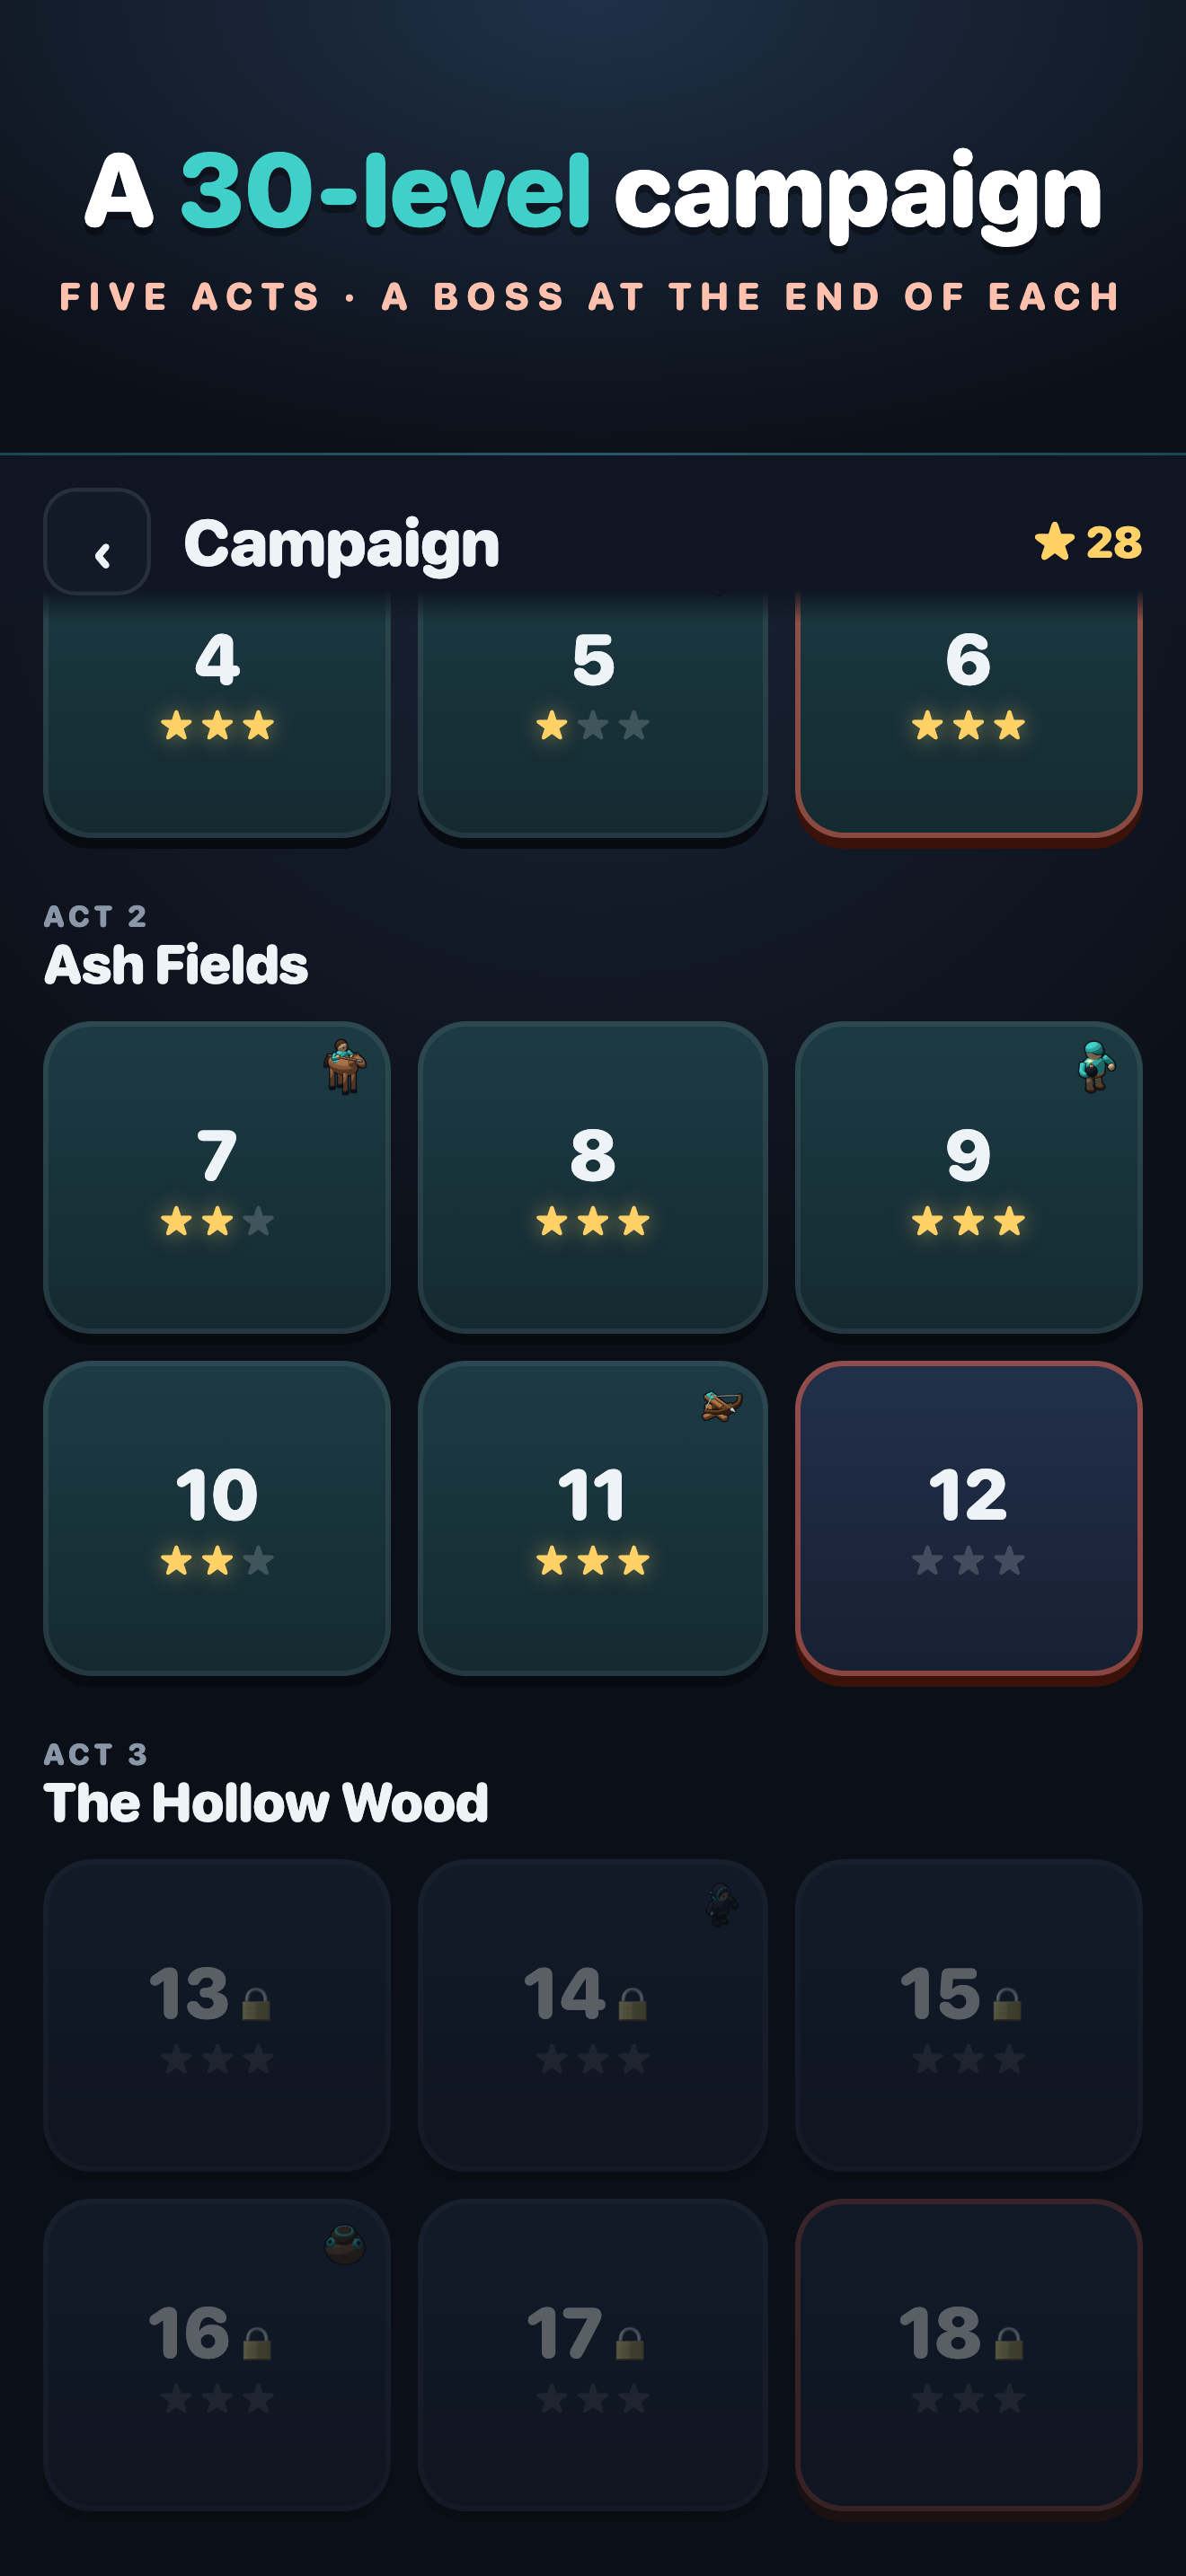 A 30-level campaign
FIVE ACTS · A BOSS AT THE END OF EACH
‹ Campaign ★ 28
4 5 6
★★★ ★★★ ★★★
ACT 2
Ash Fields
7 8 9
★★★ ★★★ ★★★
10 11 12
★★★ ★★★ ★★★
ACT 3
The Hollow Wood
13 14 15
★★★ ★★★ ★★★
16 17 18
★★★ ★★★ ★★★